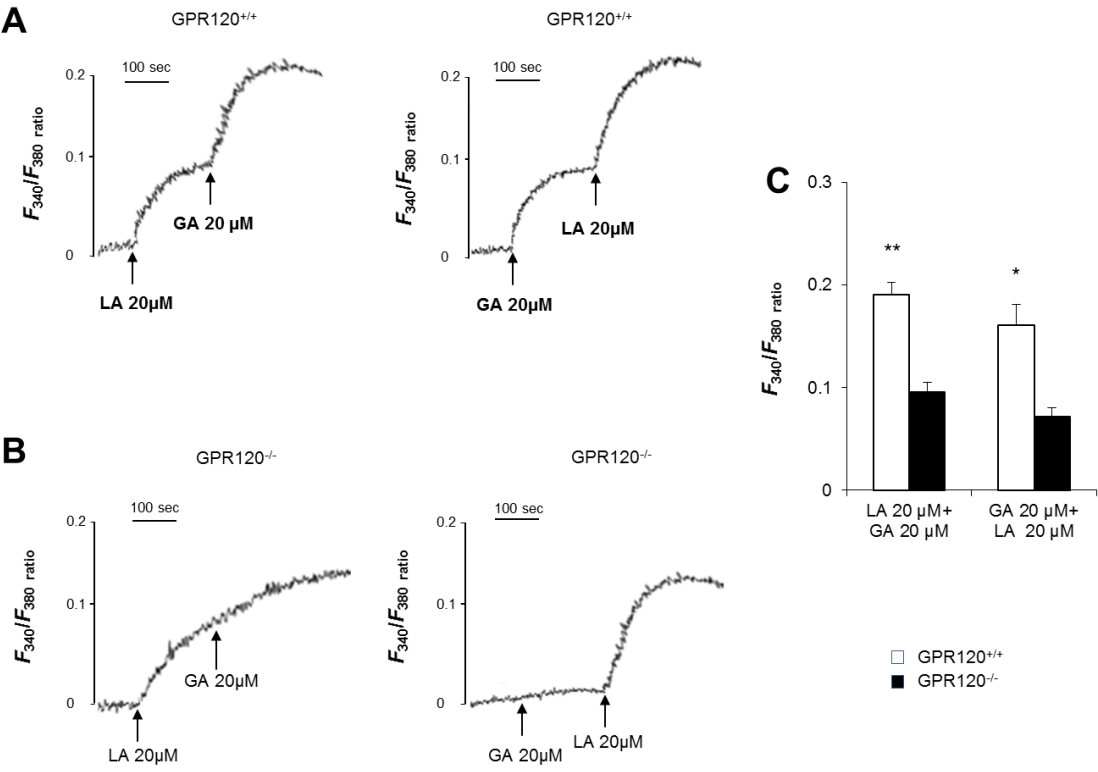 A
GPR120+/+
100 sec
0.2
0.1
0
F340/F380 ratio
GA 20 µM
LA 20µM
GPR120+/+
100 sec
0.2
0.1
0
F340/F380 ratio
LA 20µM
GA 20µM
B
GPR120-/-
100 sec
0.2
0.1
0
F340/F380 ratio
GA 20µM
LA 20µM
GPR120-/-
100 sec
0.2
0.1
0
F340/F380 ratio
GA 20µM
LA 20µM
C
0.3
0.2
0.1
0
F340/F380 ratio
**
*
LA 20 µM+
GA 20 µM
GA 20 µM+
LA 20 µM
GPR120+/+
GPR120-/-